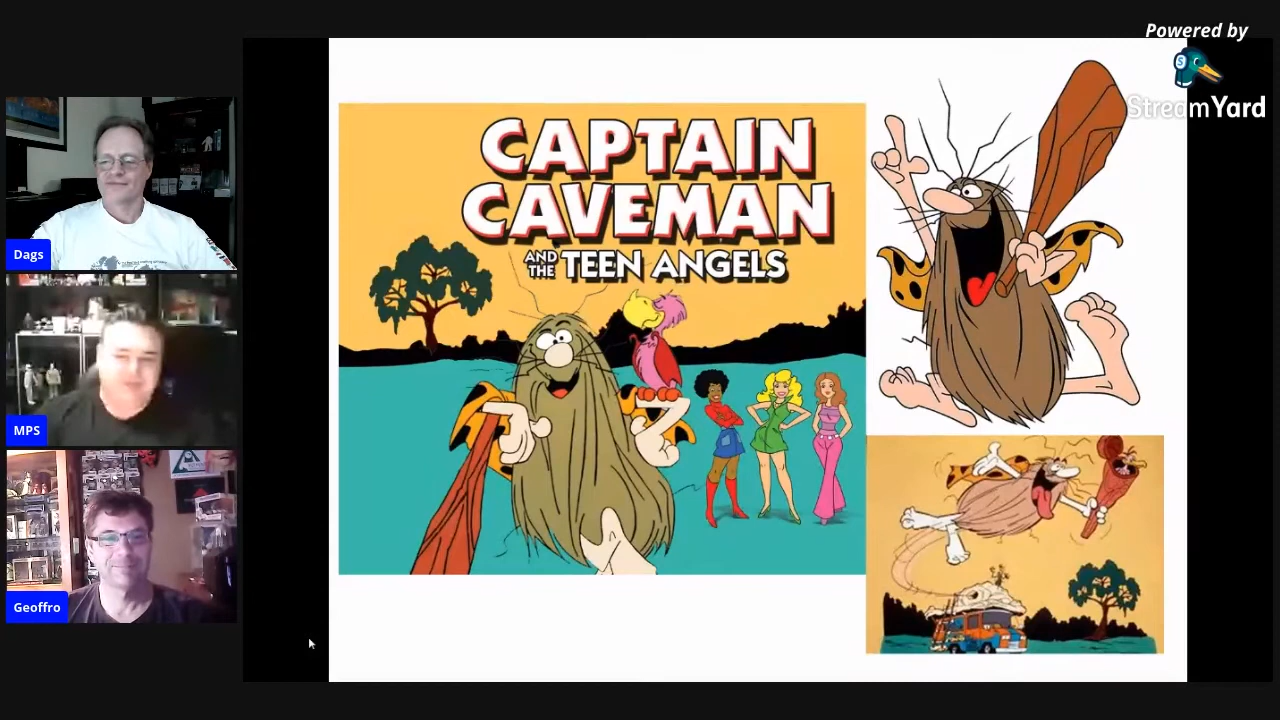 Powered by
StreamYard
Dags
MPS
Geoffro
CAPTAIN
CAVEMAN
AND
THE TEEN ANGELS